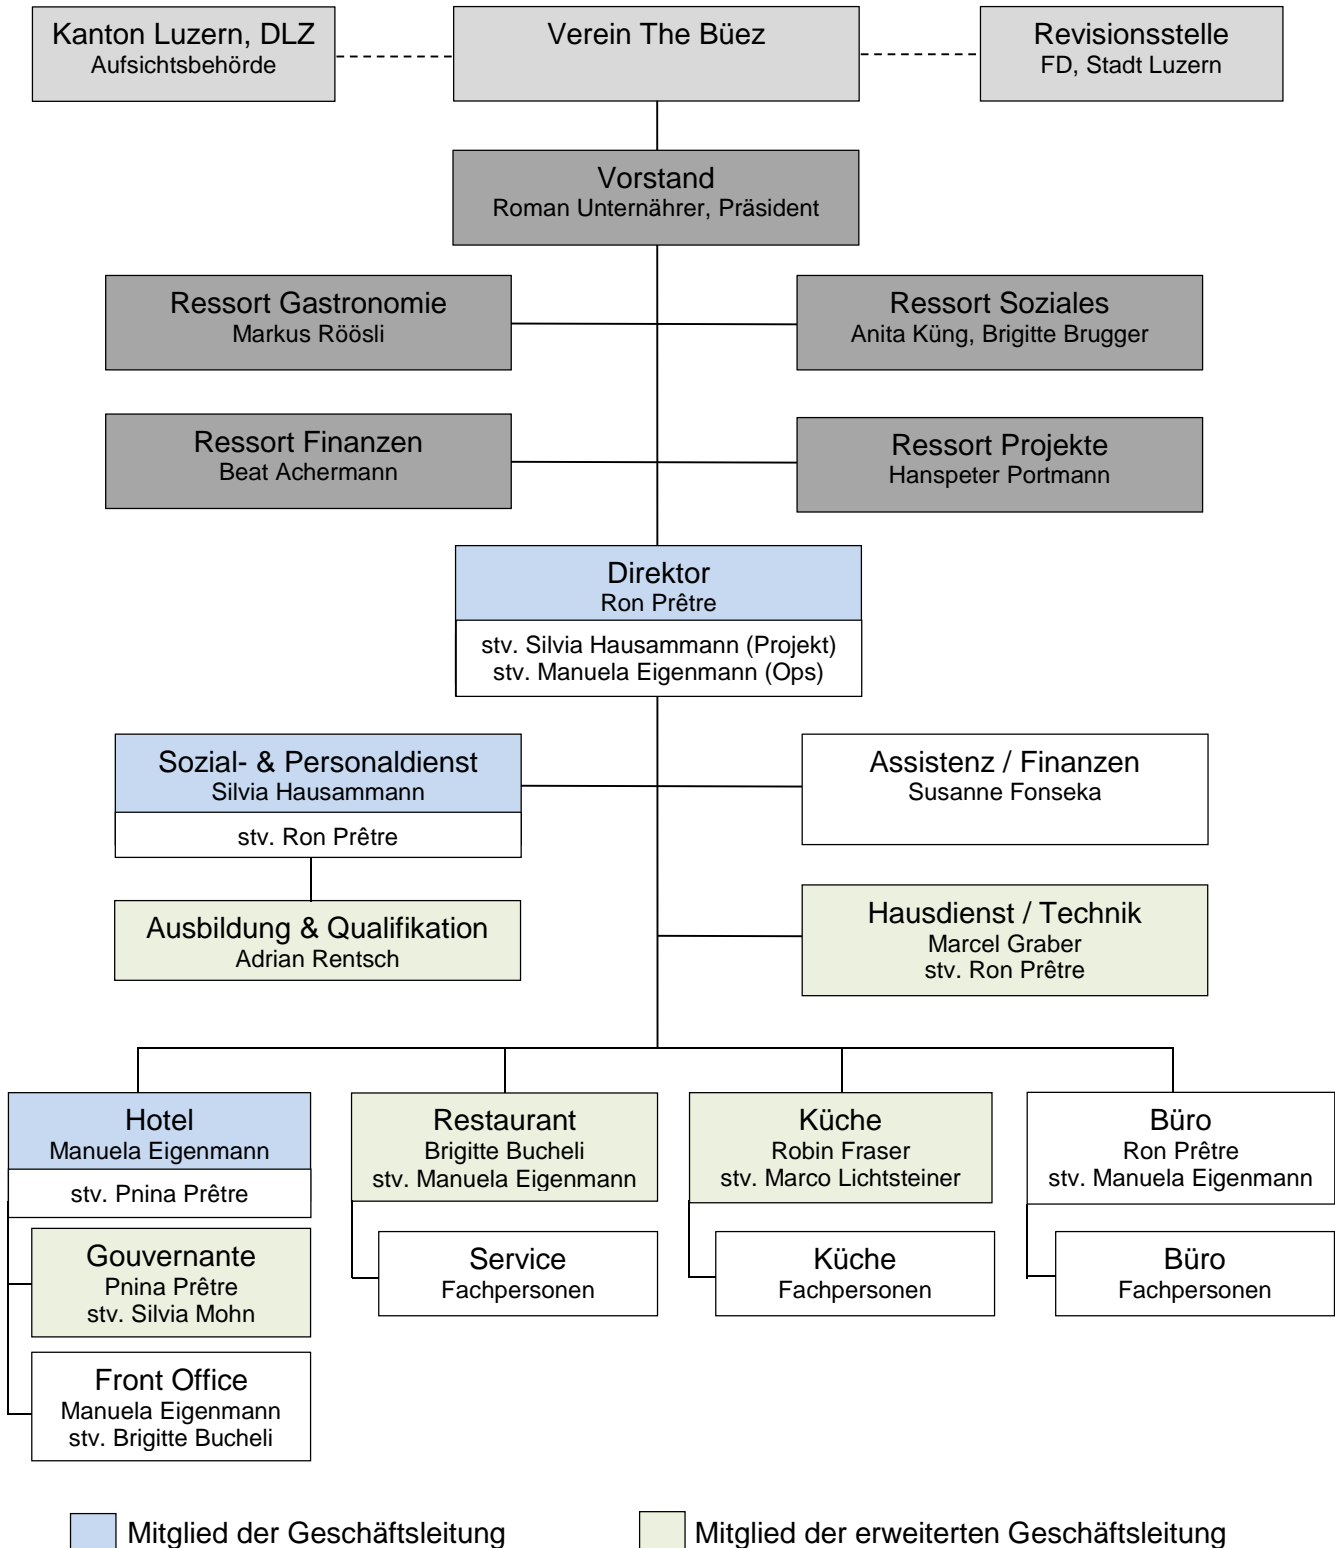 Kanton Luzern, DLZ
Aufsichtsbehörde
Verein The Büez
Revisionsstelle
FD, Stadt Luzern
Vorstand
Roman Unternährer, Präsident
Ressort Gastronomie
Markus Röösli
Ressort Soziales
Anita Küng, Brigitte Brugger
Ressort Finanzen
Beat Achermann
Ressort Projekte
Hanspeter Portmann
Direktor
Ron Prêtre
stv. Silvia Hausammann (Projekt)
stv. Manuela Eigenmann (Ops)
Sozial- & Personaldienst
Silvia Hausammann
stv. Ron Prêtre
Assistenz / Finanzen
Susanne Fonseka
Ausbildung & Qualifikation
Adrian Rentsch
Hausdienst / Technik
Marcel Graber
stv. Ron Prêtre
Hotel
Manuela Eigenmann
stv. Pnina Prêtre
Gouvernante
Pnina Prêtre
stv. Silvia Mohn
Front Office
Manuela Eigenmann
stv. Brigitte Bucheli
Restaurant
Brigitte Bucheli
stv. Manuela Eigenmann
Service
Fachpersonen
Küche
Robin Fraser
stv. Marco Lichtsteiner
Küche
Fachpersonen
Büro
Ron Prêtre
stv. Manuela Eigenmann
Büro
Fachpersonen
Mitglied der Geschäftsleitung
Mitglied der erweiterten Geschäftsleitung